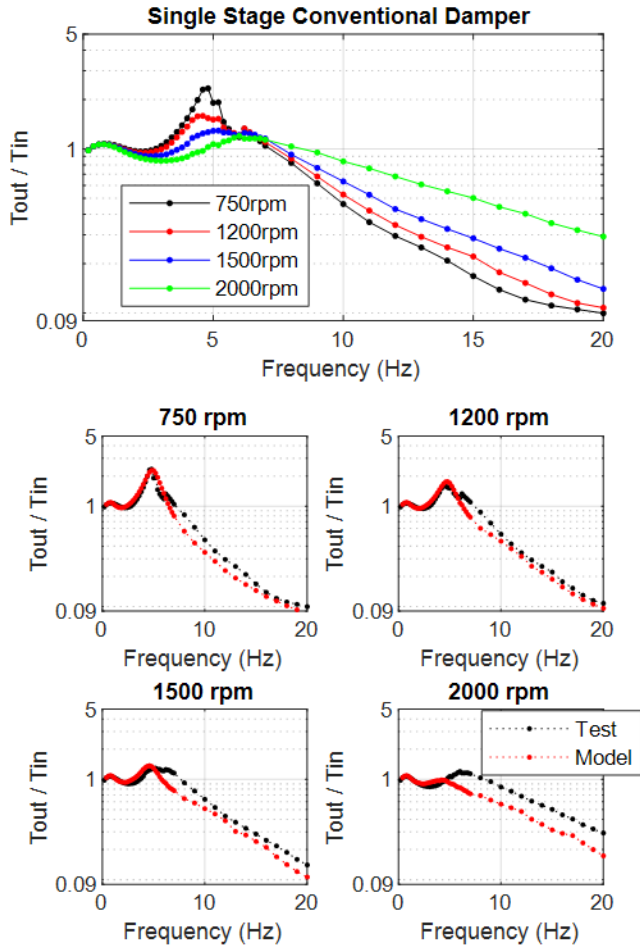 Single Stage Conventional Damper
5
1
0.09
Tout / Tin
0 5 10 15 20
Frequency (Hz)
750rpm
1200rpm
1500rpm
2000rpm
750 rpm
5
1
0.09
Tout / Tin
0 10 20
Frequency (Hz)
1200 rpm
5
1
0.09
Tout / Tin
0 10 20
Frequency (Hz)
1500 rpm
5
1
0.09
Tout / Tin
0 10 20
Frequency (Hz)
2000 rpm
5
1
0.09
Tout / Tin
0 10 20
Frequency (Hz)
Test
Model